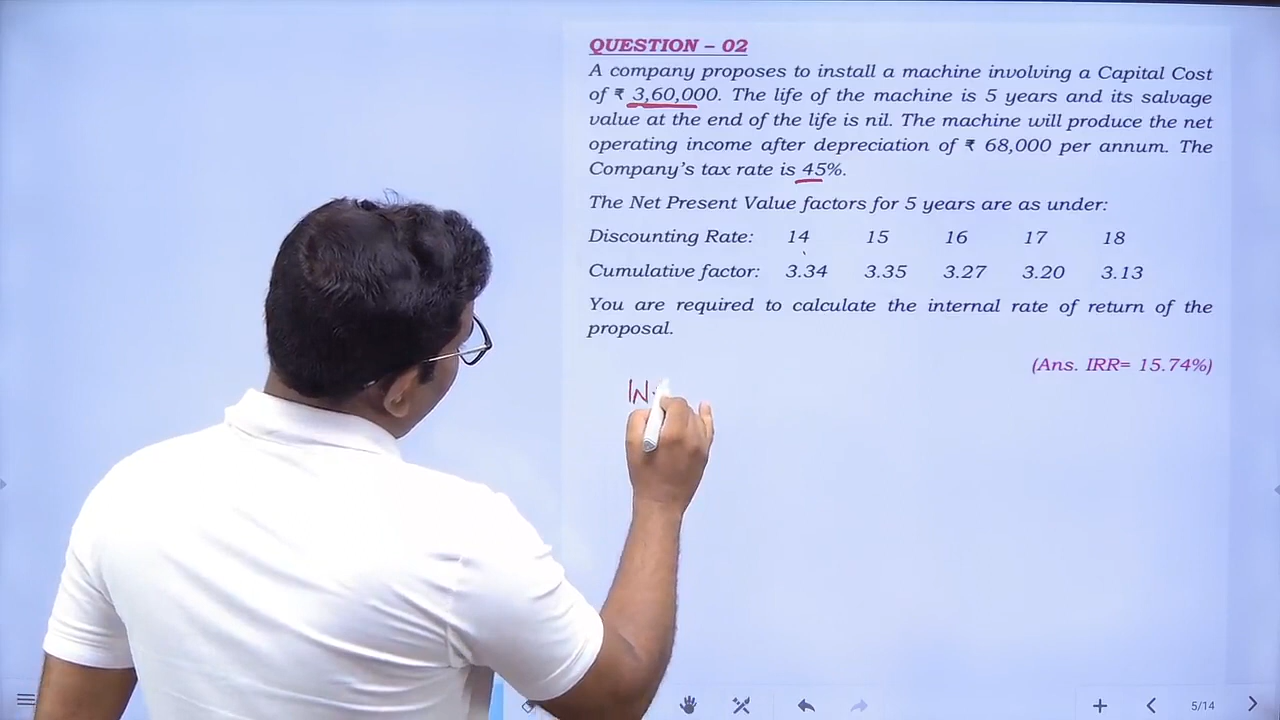 QUESTION – 02
A company proposes to install a machine involving a Capital Cost
of ₹ 3,60,000. The life of the machine is 5 years and its salvage
value at the end of the life is nil. The machine will produce the net
operating income after depreciation of ₹ 68,000 per annum. The
Company's tax rate is 45%.
The Net Present Value factors for 5 years are as under:
Discounting Rate: 14 15 16 17 18
Cumulative factor: 3.34 3.35 3.27 3.20 3.13
You are required to calculate the internal rate of return of the
proposal.
(Ans. IRR= 15.74%)
5/14